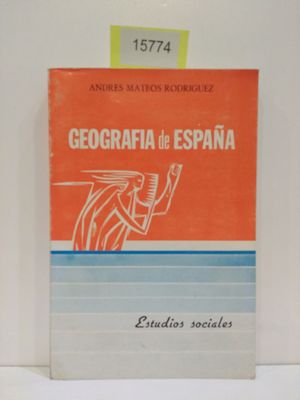 15774
ANDRES MATEOS RODRIGUEZ
GEOGRAFIA de ESPAÑA
Estudios sociales